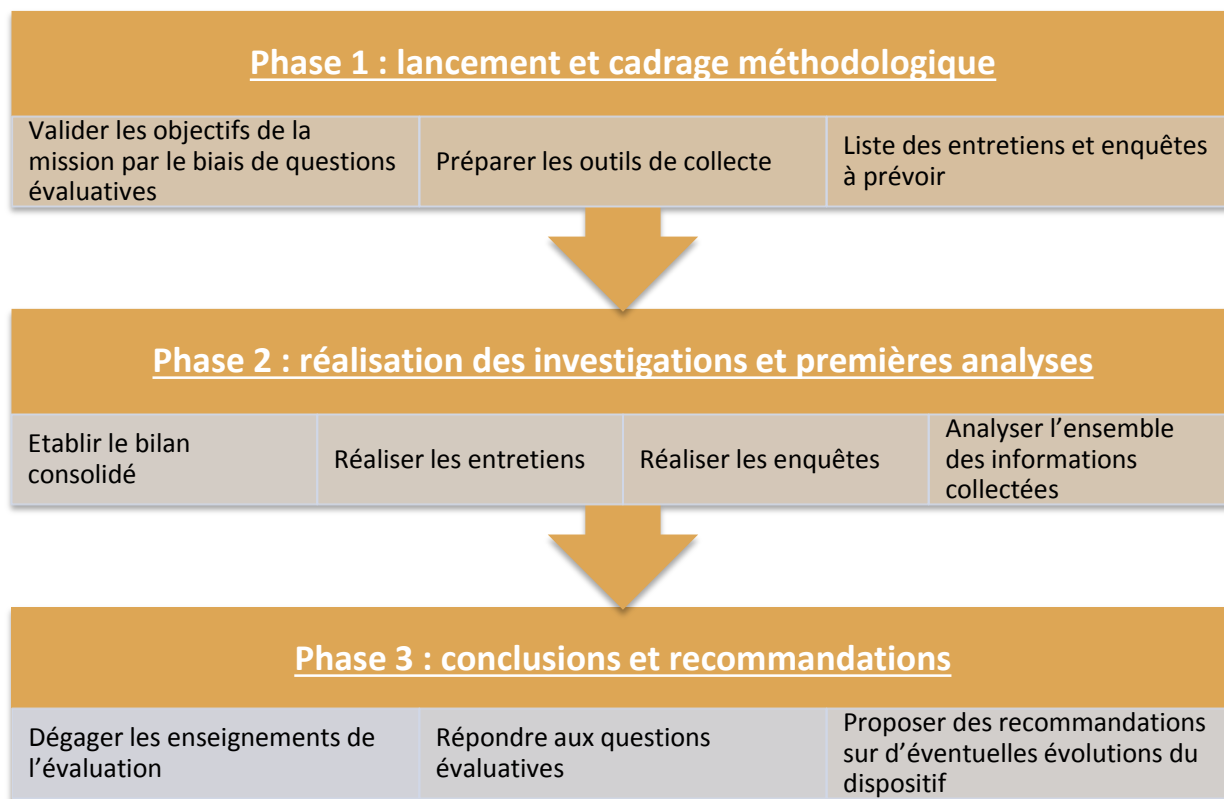 Phase 1 : lancement et cadrage méthodologique
Valider les objectifs de la
mission par le biais de questions
évaluatives
Préparer les outils de collecte
Liste des entretiens et enquêtes
à prévoir
Phase 2 : réalisation des investigations et premières analyses
Etablir le bilan
consolidé
Réaliser les entretiens
Réaliser les enquêtes
Analyser l’ensemble
des informations
collectées
Phase 3 : conclusions et recommandations
Dégager les enseignements de
l’évaluation
Répondre aux questions
évaluatives
Proposer des recommandations
sur d’éventuelles évolutions du
dispositif